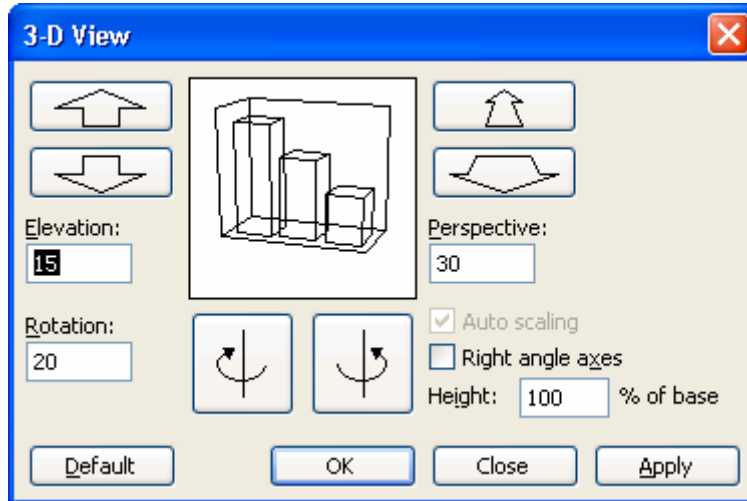 3-D View
Elevation:
15
Perspective:
30
Rotation:
20
Auto scaling
Right angle axes
Height: 100 % of base
Default OK Close Apply